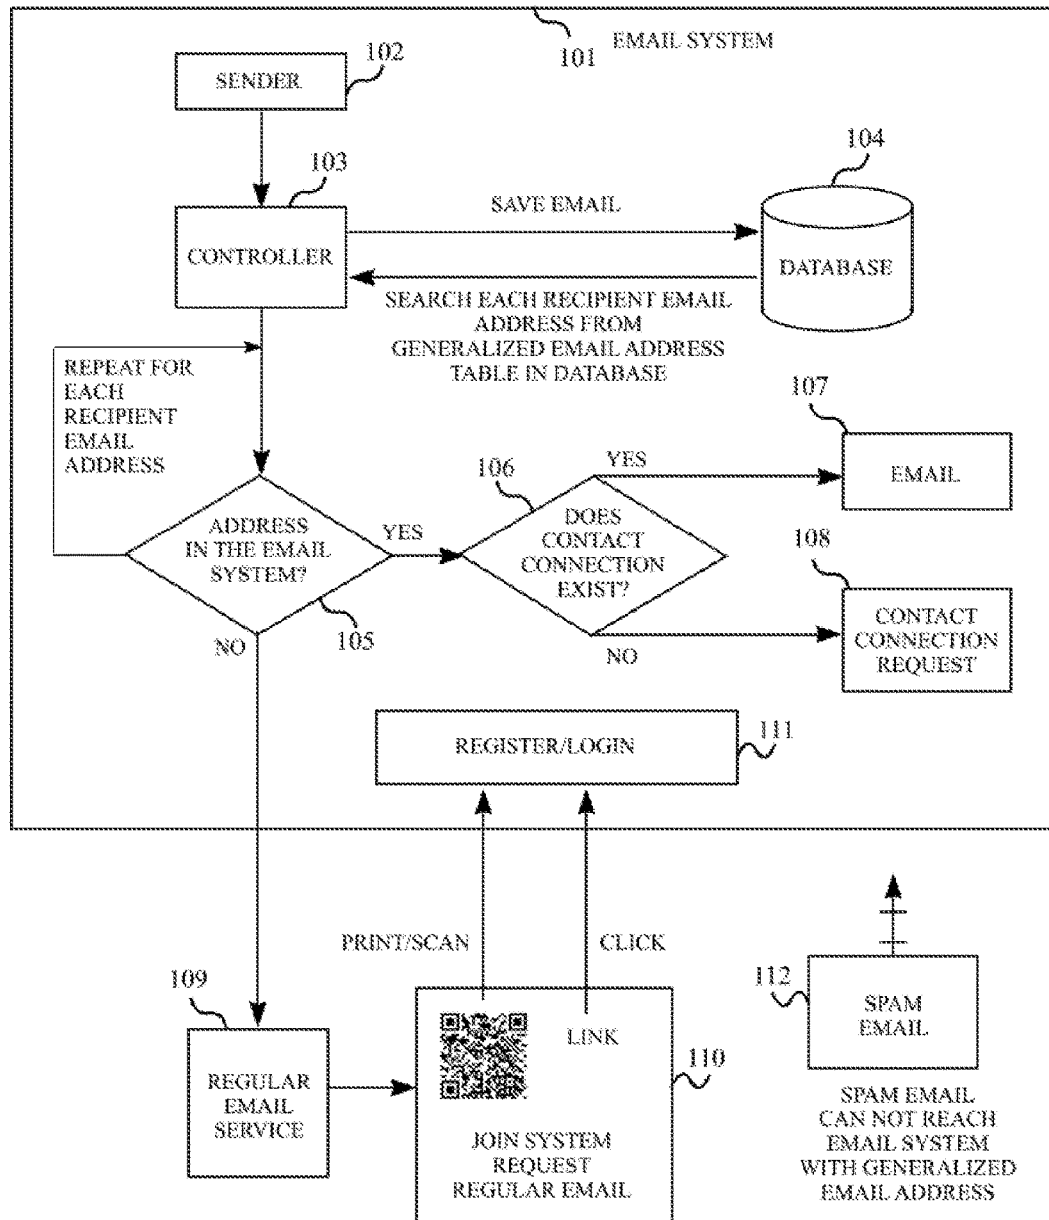 101
EMAIL SYSTEM
102
SENDER
103
CONTROLLER
SAVE EMAIL
104
DATABASE
SEARCH EACH RECIPIENT EMAIL
ADDRESS FROM
GENERALIZED EMAIL ADDRESS
TABLE IN DATABASE
REPEAT FOR
EACH
RECIPIENT
EMAIL
ADDRESS
ADDRESS
IN THE EMAIL
SYSTEM?
105
YES
NO
106
DOES
CONTACT
CONNECTION
EXIST?
YES
NO
107
EMAIL
108
CONTACT
CONNECTION
REQUEST
REGISTER/LOGIN
111
PRINT/SCAN
CLICK
109
REGULAR
EMAIL
SERVICE
LINK
110
JOIN SYSTEM
REQUEST
REGULAR EMAIL
112
SPAM
EMAIL
SPAM EMAIL
CAN NOT REACH
EMAIL SYSTEM
WITH GENERALIZED
EMAIL ADDRESS